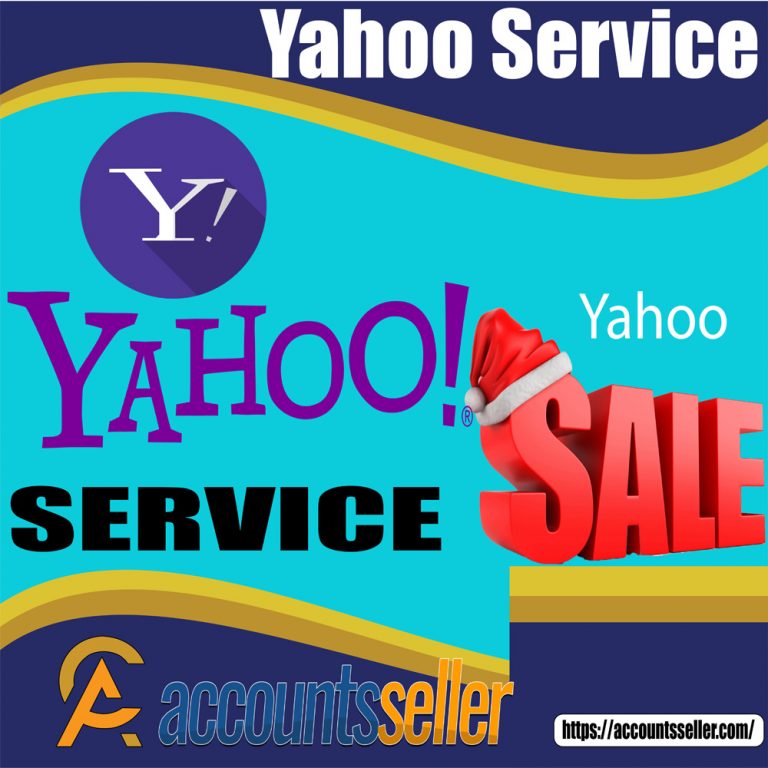 Yahoo Service
Y!
YAHOO!®
Yahoo
SALE
SERVICE
accountsseller
https://accountsseller.com/